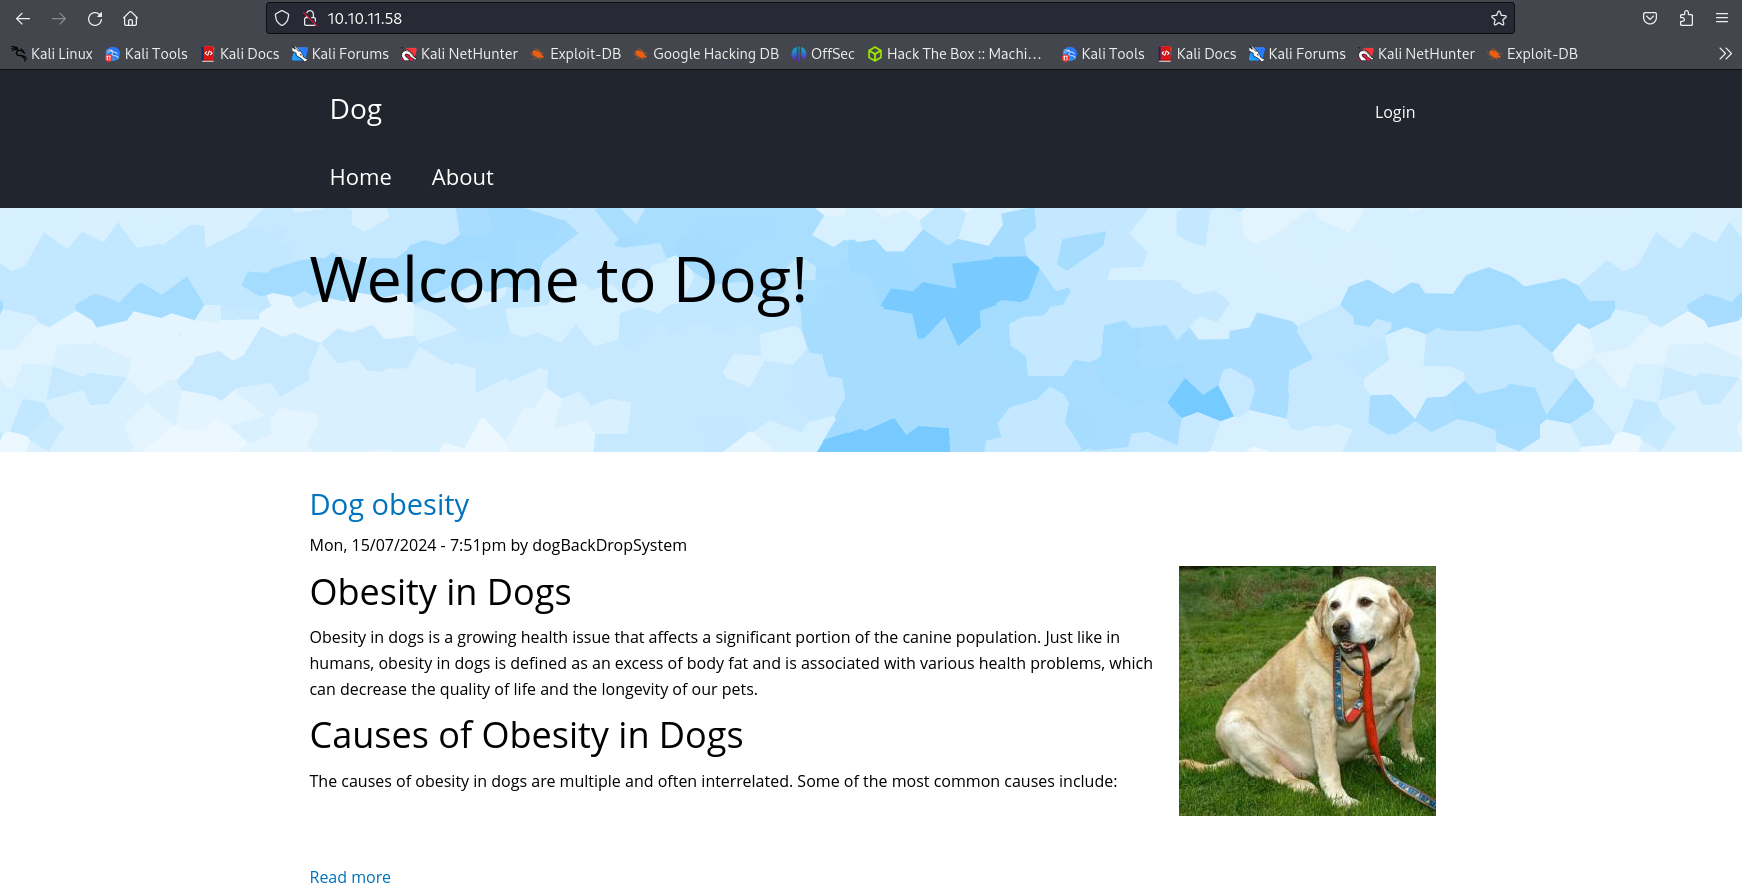 10.10.11.58
Kali Linux Kali Tools Kali Docs Kali Forums Kali NetHunter Exploit-DB Google Hacking DB OffSec Hack The Box :: Machi… Kali Tools Kali Docs Kali Forums Kali NetHunter Exploit-DB
Dog
Login
Home About
Welcome to Dog!
Dog obesity
Mon, 15/07/2024 - 7:51pm by dogBackDropSystem
Obesity in Dogs
Obesity in dogs is a growing health issue that affects a significant portion of the canine population. Just like in
humans, obesity in dogs is defined as an excess of body fat and is associated with various health problems, which
can decrease the quality of life and the longevity of our pets.
Causes of Obesity in Dogs
The causes of obesity in dogs are multiple and often interrelated. Some of the most common causes include:
Read more